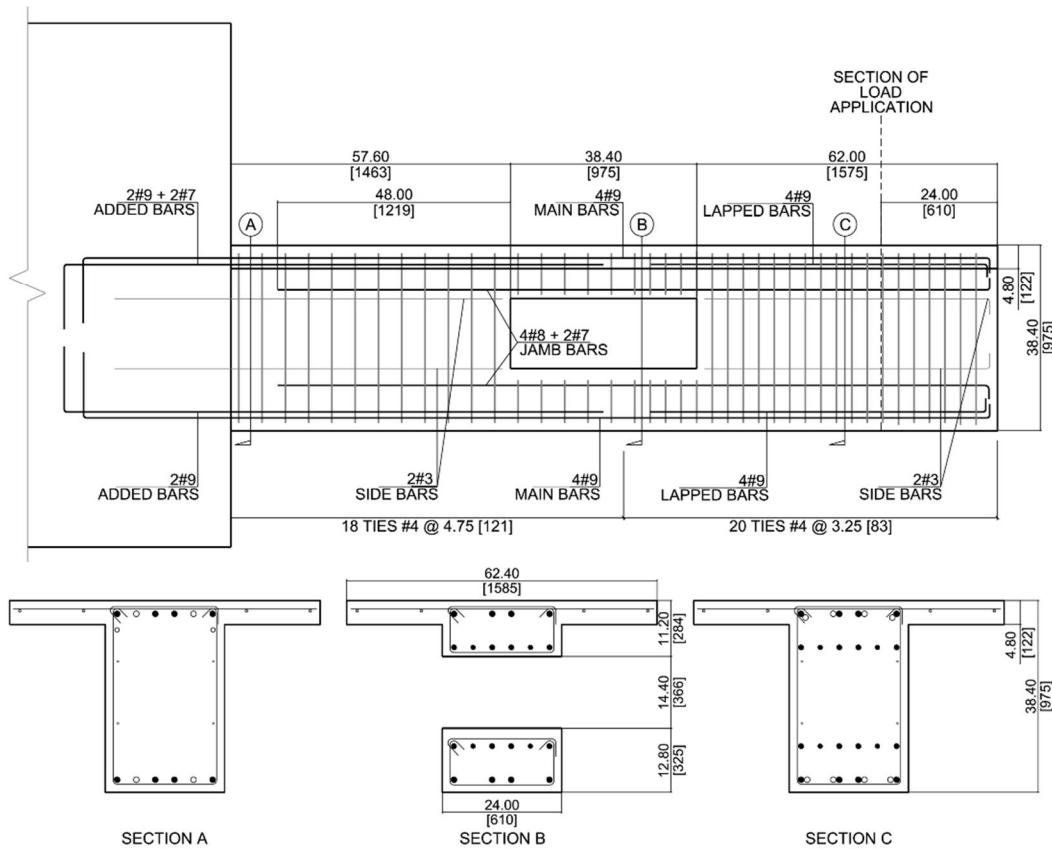 SECTION OF
LOAD
APPLICATION
57.60
[1463]
38.40
[975]
62.00
[1575]
2#9 + 2#7
ADDED BARS
48.00
[1219]
4#9
MAIN BARS
4#9
LAPPED BARS
24.00
[610]
A
B
C
4.80
[122]
38.40
[975]
4#8 + 2#7
JAMB BARS
2#9
ADDED BARS
2#3
SIDE BARS
4#9
MAIN BARS
4#9
LAPPED BARS
2#3
SIDE BARS
18 TIES #4 @ 4.75 [121]
20 TIES #4 @ 3.25 [83]
62.40
[1585]
11.20
[284]
14.40
[366]
12.80
[325]
24.00
[610]
4.80
[122]
38.40
[975]
SECTION A
SECTION B
SECTION C